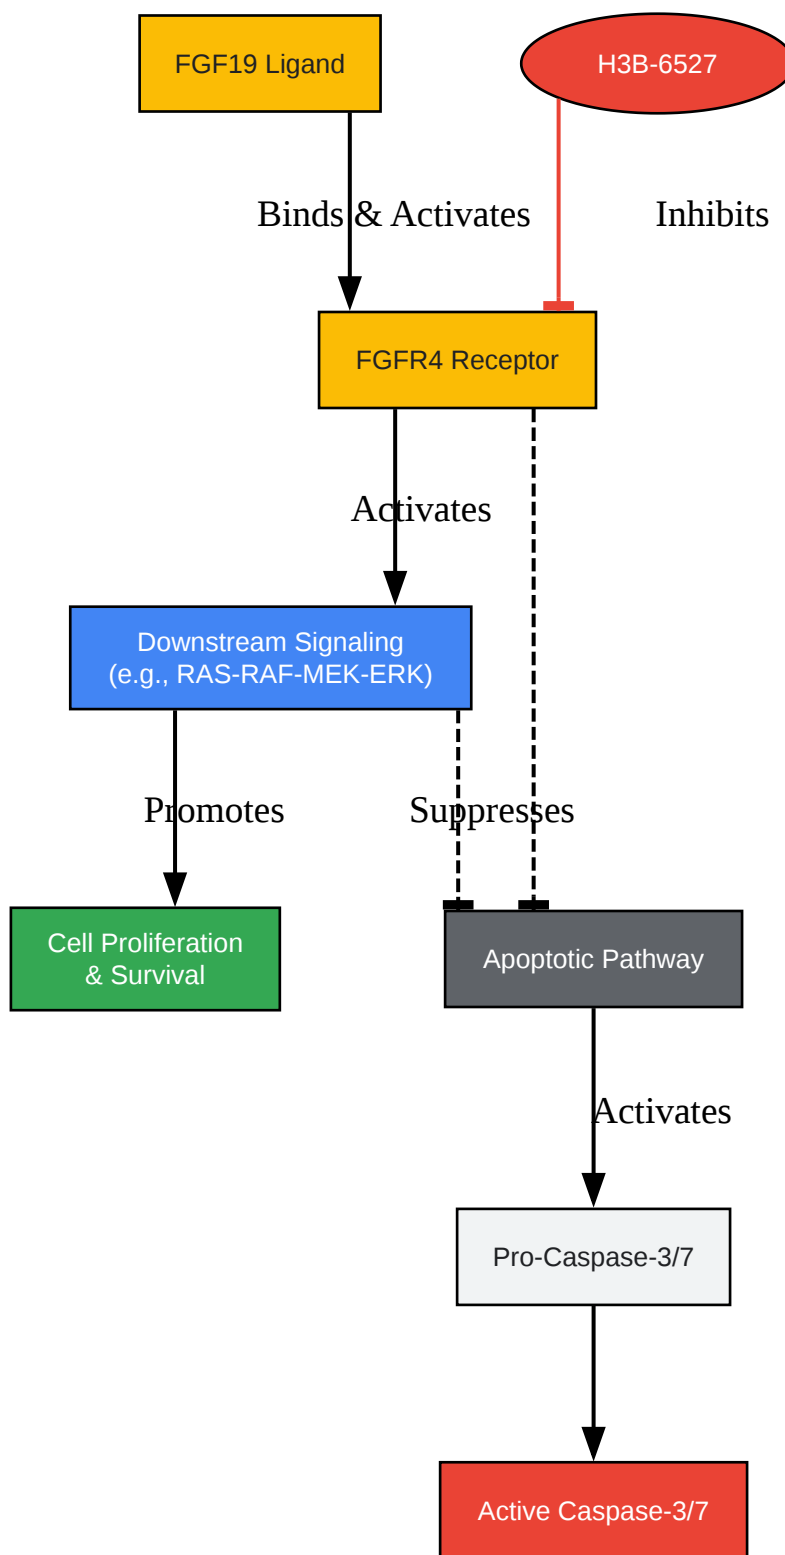 FGF19 Ligand
H3B-6527
Binds & Activates
Inhibits
FGFR4 Receptor
Activates
Downstream Signaling
(e.g., RAS-RAF-MEK-ERK)
Promotes
Suppresses
Cell Proliferation
& Survival
Apoptotic Pathway
Activates
Pro-Caspase-3/7
Active Caspase-3/7